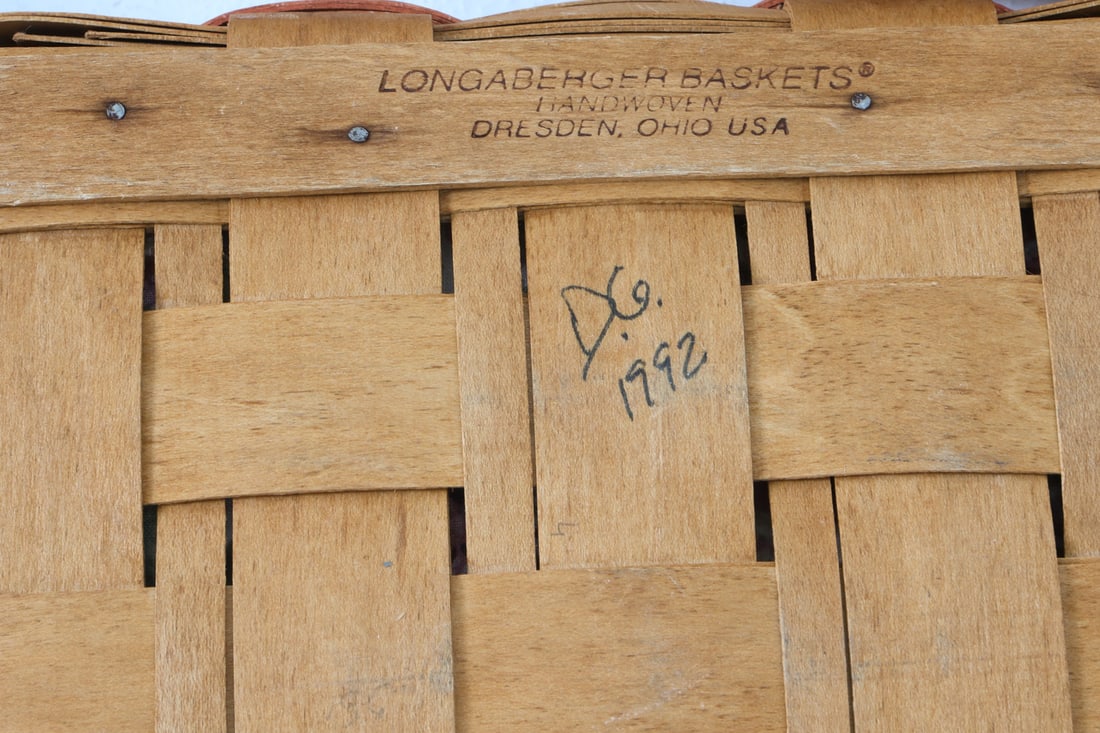 LONGABERGER BASKETS®
HANDWOVEN
DRESDEN, OHIO USA
D.G.
1992